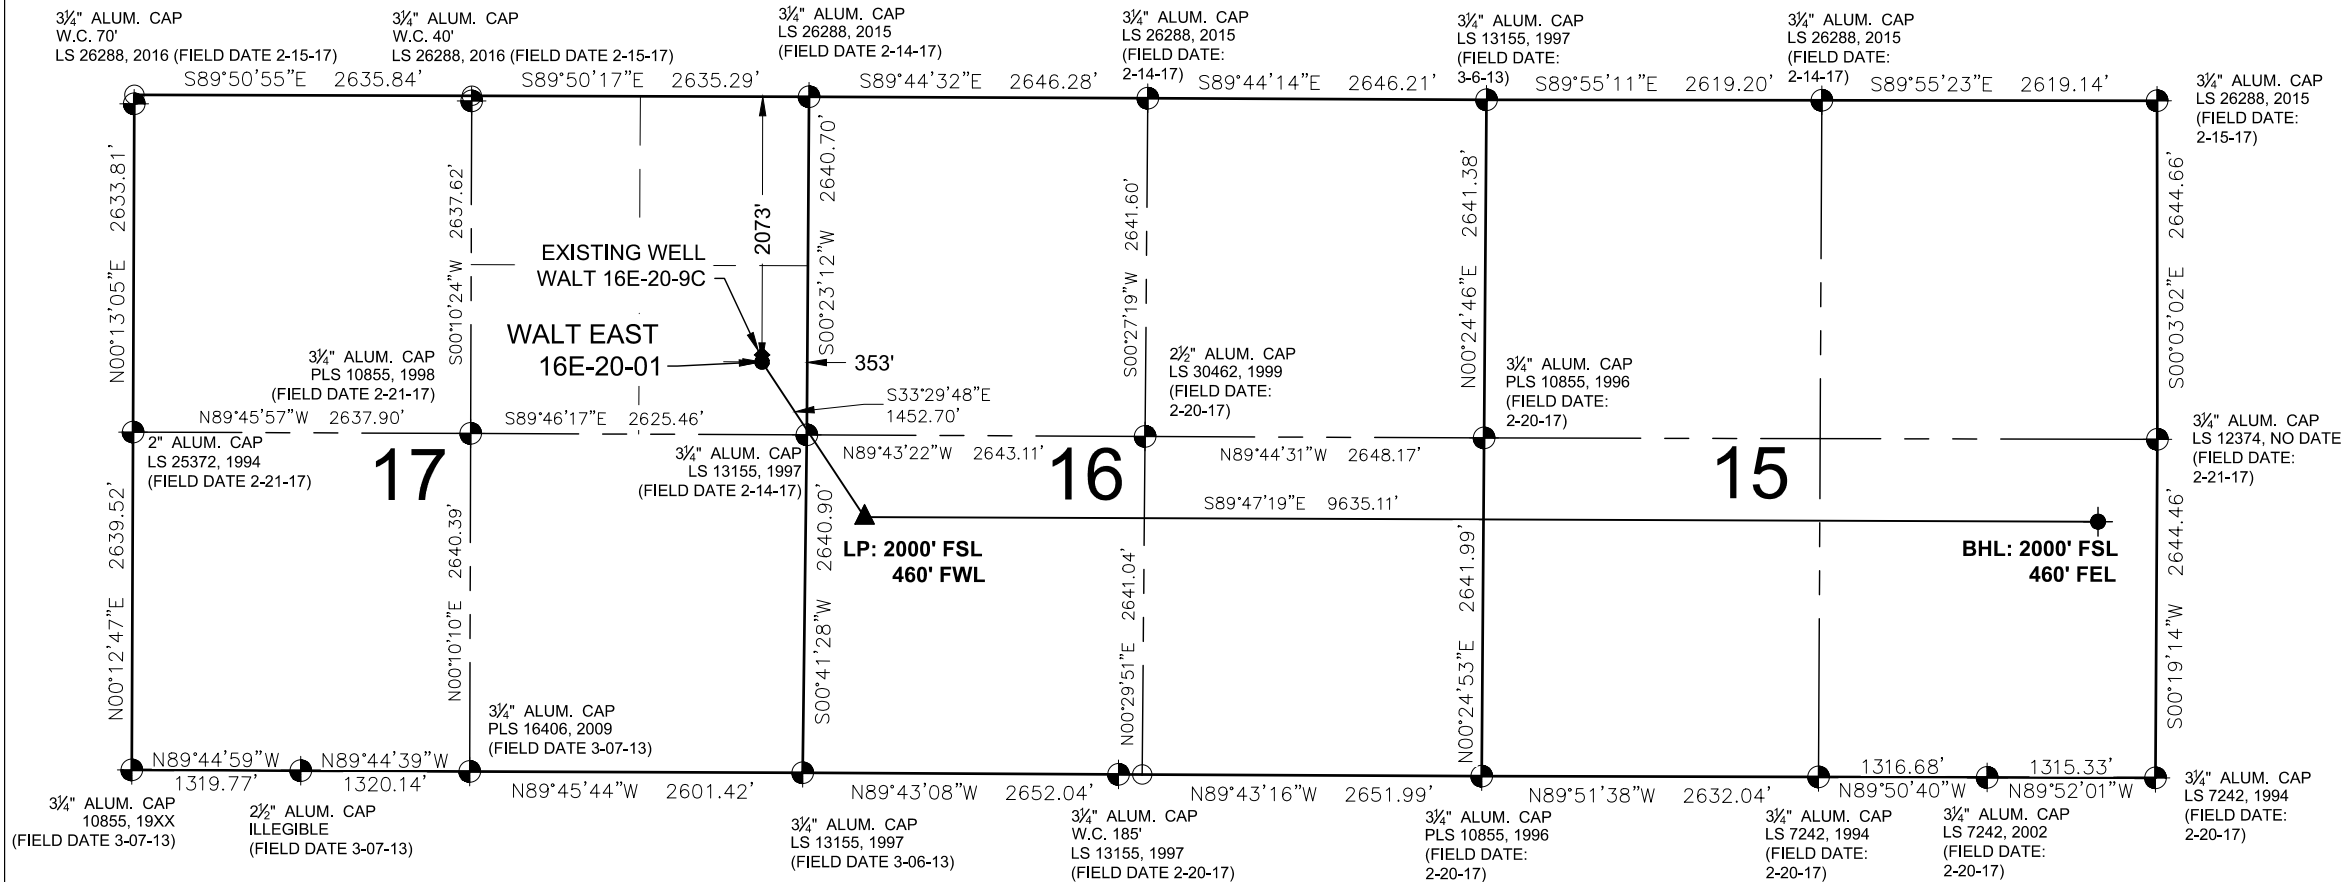 3¼" ALUM. CAP
W.C. 70'
LS 26288, 2016 (FIELD DATE 2-15-17)
3¼" ALUM. CAP
W.C. 40'
LS 26288, 2016 (FIELD DATE 2-15-17)
3¼" ALUM. CAP
LS 26288, 2015
(FIELD DATE 2-14-17)
3¼" ALUM. CAP
LS 26288, 2015
(FIELD DATE:
2-14-17)
3¼" ALUM. CAP
LS 13155, 1997
(FIELD DATE:
3-6-13)
3¼" ALUM. CAP
LS 26288, 2015
(FIELD DATE:
2-14-17)
3¼" ALUM. CAP
LS 26288, 2015
(FIELD DATE:
2-15-17)
S89°50'55"E 2635.84'
S89°50'17"E 2635.29'
S89°44'32"E 2646.28'
S89°44'14"E 2646.21'
S89°55'11"E 2619.20'
S89°55'23"E 2619.14'
N00°13'05"E 2633.81'
S00°10'24"W 2637.62'
2073'
S00°23'12"W 2640.70'
S00°27'19"W 2641.60'
N00°24'46"E 2641.38'
S00°03'02"E 2644.66'
EXISTING WELL
WALT 16E-20-9C
WALT EAST
16E-20-01
353'
S33°29'48"E
1452.70'
3¼" ALUM. CAP
PLS 10855, 1998
(FIELD DATE 2-21-17)
2½" ALUM. CAP
LS 30462, 1999
(FIELD DATE:
2-20-17)
3¼" ALUM. CAP
PLS 10855, 1996
(FIELD DATE:
2-20-17)
N89°45'57"W 2637.90'
S89°46'17"E 2625.46'
N89°43'22"W 2643.11'
N89°44'31"W 2648.17'
2" ALUM. CAP
LS 25372, 1994
(FIELD DATE 2-21-17)
17
3¼" ALUM. CAP
LS 13155, 1997
(FIELD DATE 2-14-17)
16
15
3¼" ALUM. CAP
LS 12374, NO DATE
(FIELD DATE:
2-21-17)
S89°47'19"E 9635.11'
LP: 2000' FSL
460' FWL
BHL: 2000' FSL
460' FEL
N00°12'47"E 2639.52'
N00°10'10"E 2640.39'
S00°41'28"W 2640.90'
N00°29'51"E 2641.04'
N00°24'53"E 2641.99'
S00°19'14"W 2644.46'
3¼" ALUM. CAP
PLS 16406, 2009
(FIELD DATE 3-07-13)
N89°44'59"W
1319.77'
N89°44'39"W
1320.14'
N89°45'44"W 2601.42'
N89°43'08"W 2652.04'
N89°43'16"W 2651.99'
N89°51'38"W 2632.04'
1316.68'
N89°50'40"W
1315.33'
N89°52'01"W
3¼" ALUM. CAP
10855, 19XX
(FIELD DATE 3-07-13)
2½" ALUM. CAP
ILLEGIBLE
(FIELD DATE 3-07-13)
3¼" ALUM. CAP
LS 13155, 1997
(FIELD DATE 3-06-13)
3¼" ALUM. CAP
W.C. 185'
LS 13155, 1997
(FIELD DATE 2-20-17)
3¼" ALUM. CAP
PLS 10855, 1996
(FIELD DATE:
2-20-17)
3¼" ALUM. CAP
LS 7242, 1994
(FIELD DATE:
2-20-17)
3¼" ALUM. CAP
LS 7242, 2002
(FIELD DATE:
2-20-17)
3¼" ALUM. CAP
LS 7242, 1994
(FIELD DATE:
2-20-17)